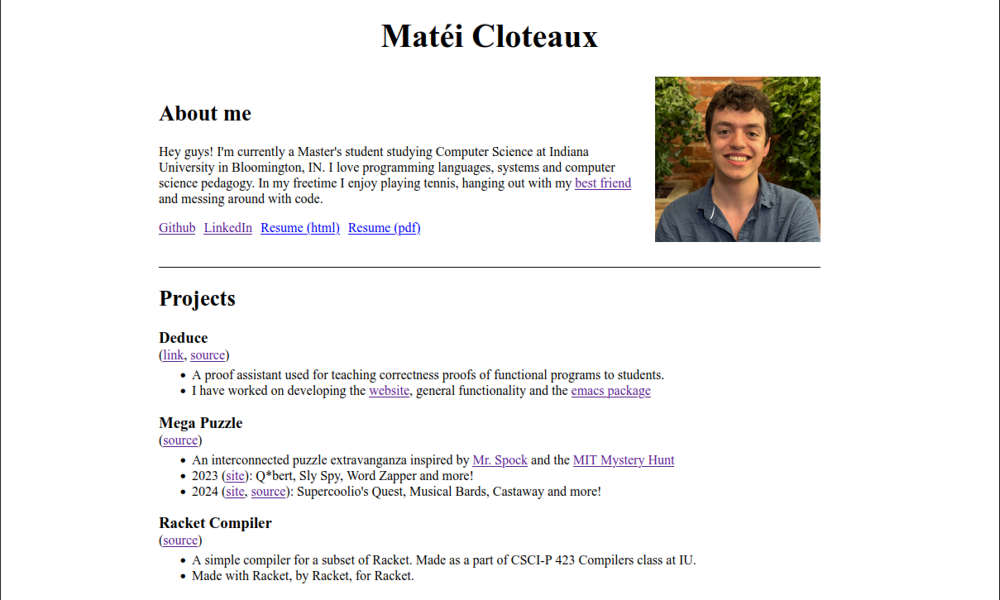 Matéi Cloteaux
About me
Hey guys! I'm currently a Master's student studying Computer Science at Indiana
University in Bloomington, IN. I love programming languages, systems and computer
science pedagogy. In my freetime I enjoy playing tennis, hanging out with my best friend
and messing around with code.
Github LinkedIn Resume (html) Resume (pdf)
Projects
Deduce
(link, source)
• A proof assistant used for teaching correctness proofs of functional programs to students.
• I have worked on developing the website, general functionality and the emacs package
Mega Puzzle
(source)
• An interconnected puzzle extravanganza inspired by Mr. Spock and the MIT Mystery Hunt
• 2023 (site): Q*bert, Sly Spy, Word Zapper and more!
• 2024 (site, source): Supercoolio's Quest, Musical Bards, Castaway and more!
Racket Compiler
(source)
• A simple compiler for a subset of Racket. Made as a part of CSCI-P 423 Compilers class at IU.
• Made with Racket, by Racket, for Racket.